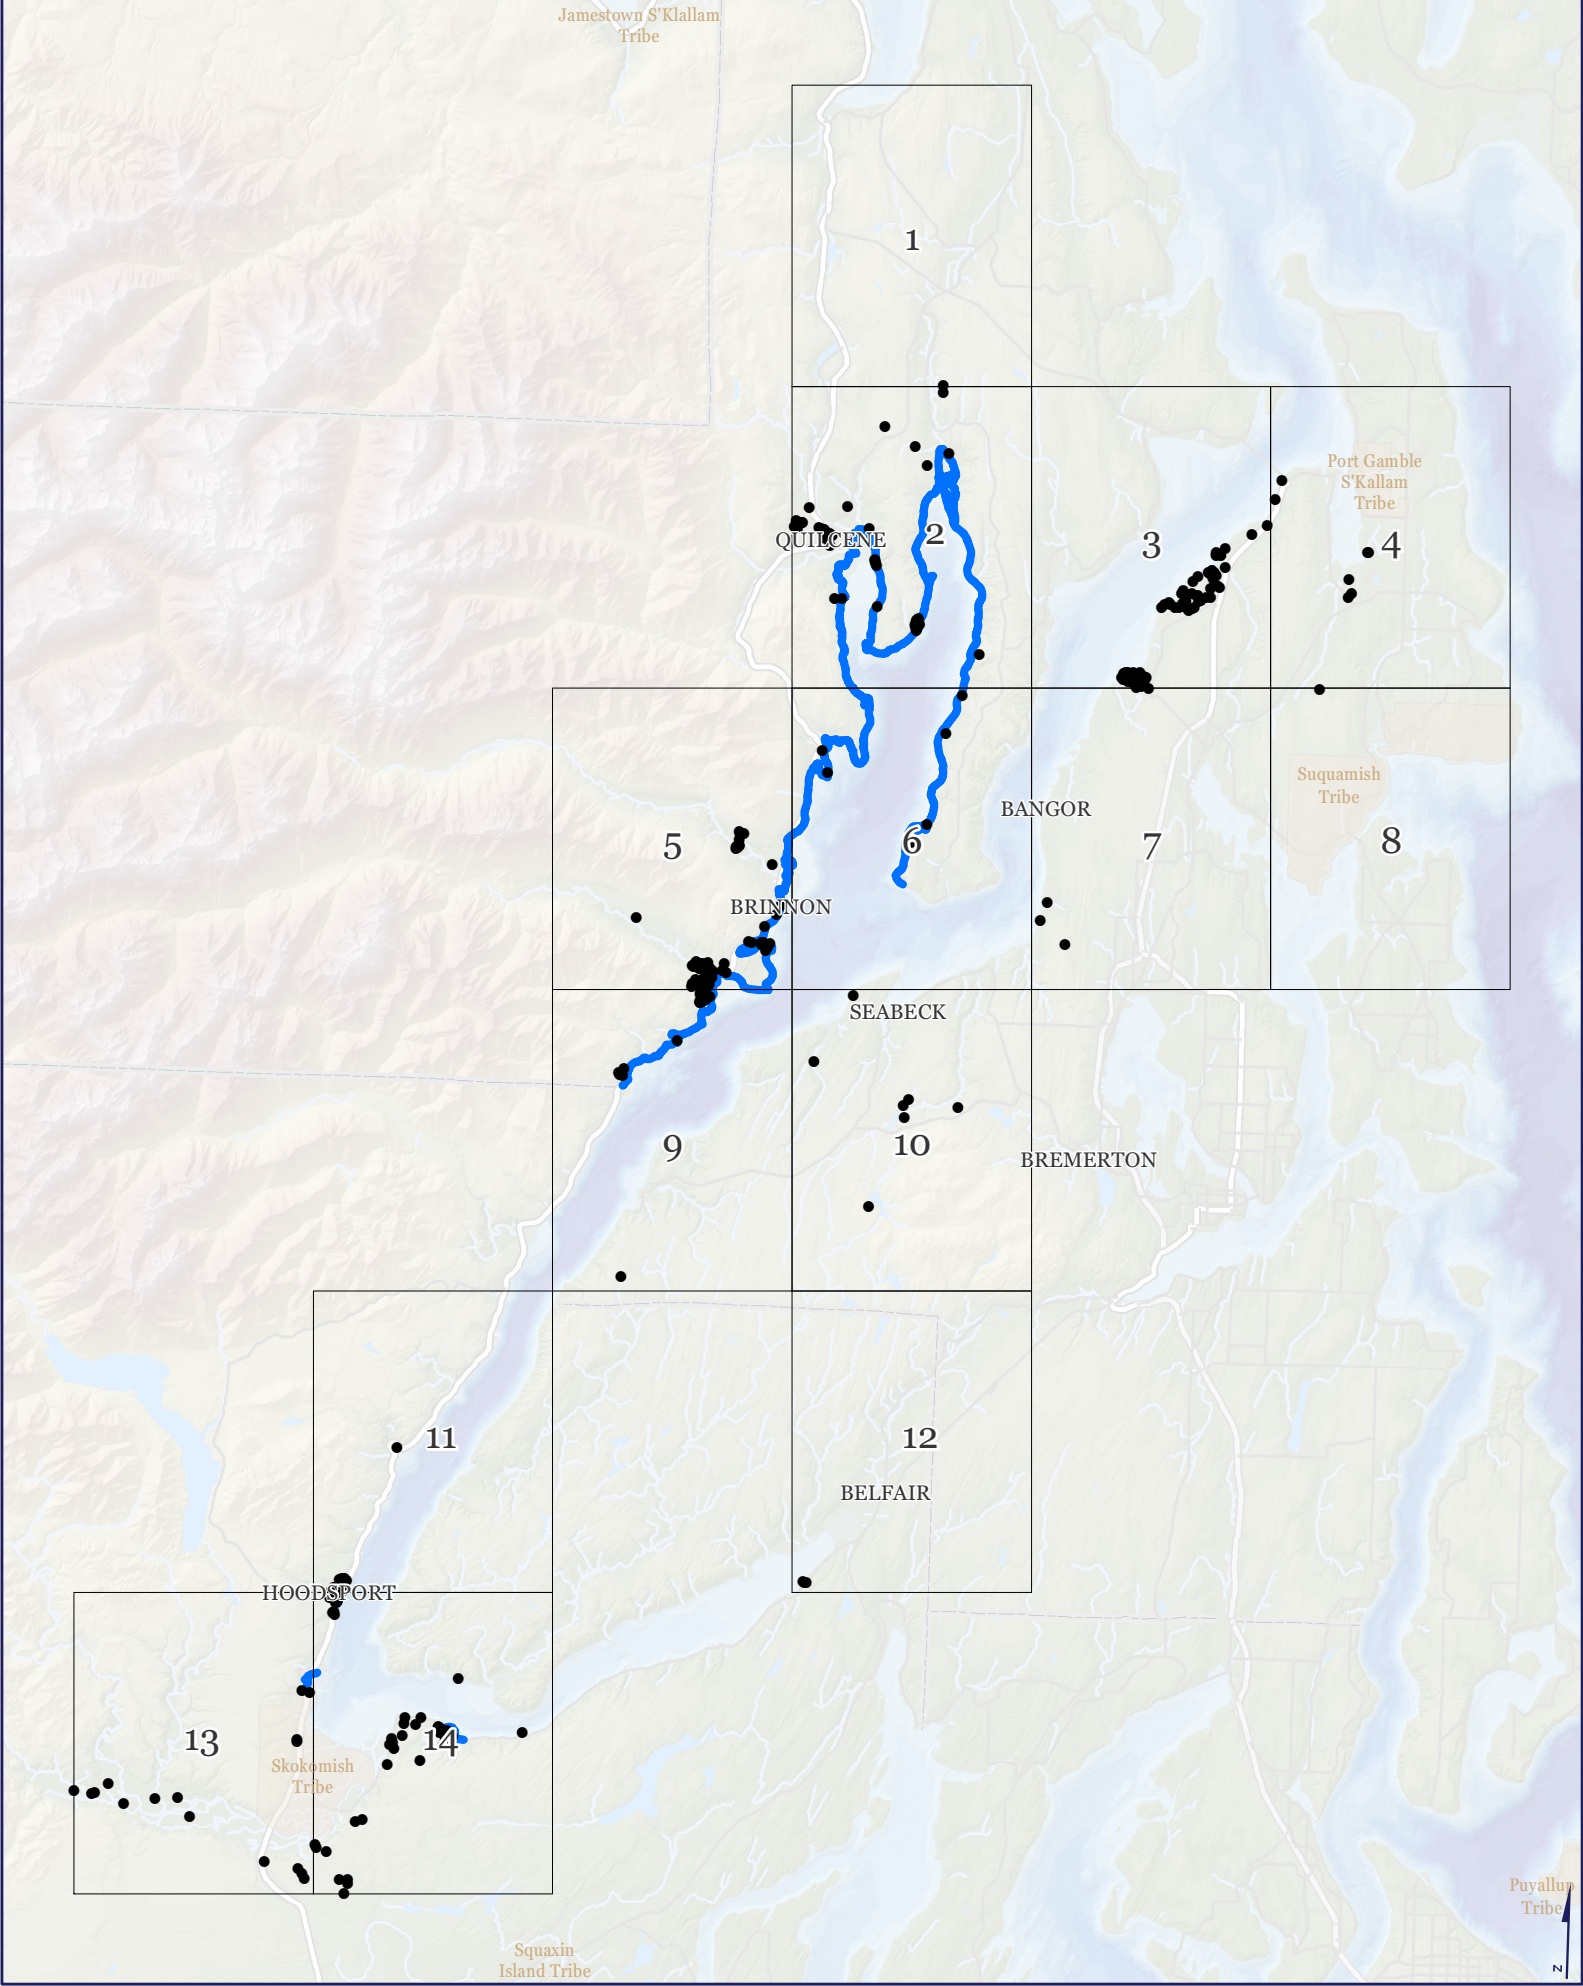 Jamestown S'Klallam
Tribe
1
Port Gamble
S'Kallam
Tribe
QUILCENE
2
3
4
Suquamish
Tribe
BANGOR
5
6
7
8
BRINNON
SEABECK
9
10
BREMERTON
11
12
BELFAIR
HOODSPORT
13
14
Skokomish
Tribe
Puyallup
Tribe
Squaxin
Island Tribe
N